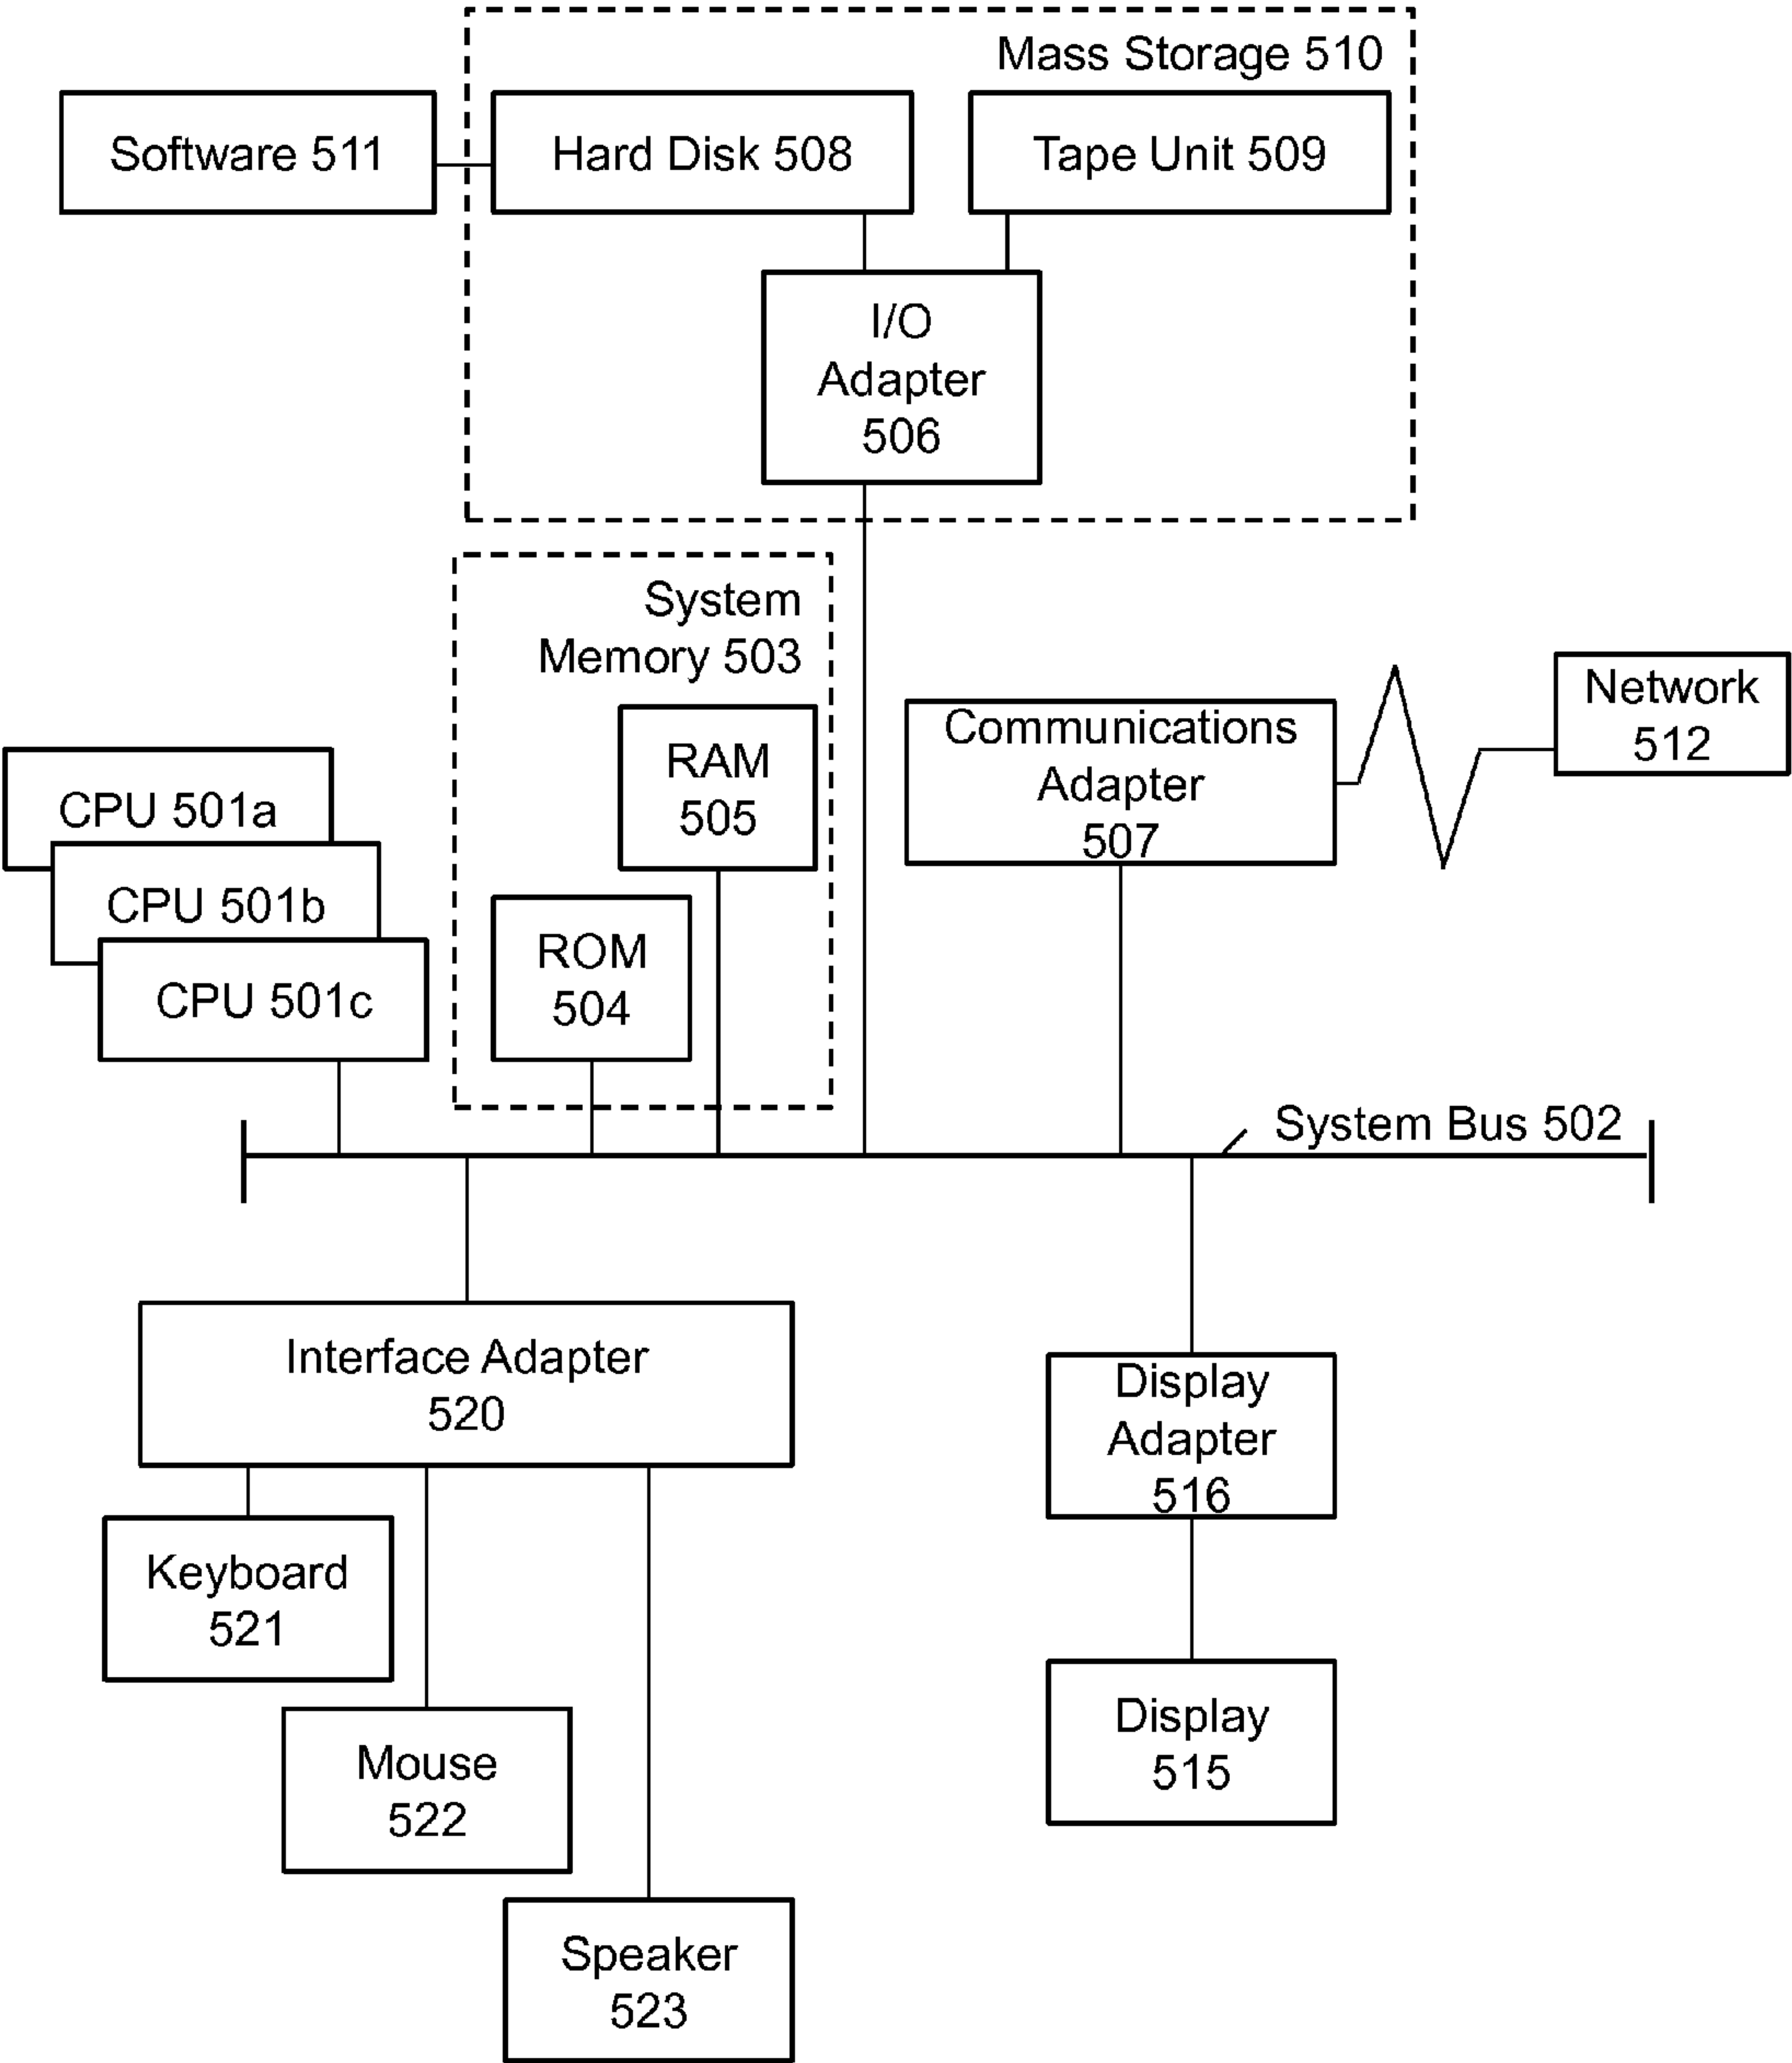 Mass Storage 510
Software 511
Hard Disk 508
Tape Unit 509
I/O
Adapter
506
System
Memory 503
RAM
505
ROM
504
Communications
Adapter
507
Network
512
CPU 501a
CPU 501b
CPU 501c
System Bus 502
Interface Adapter
520
Display
Adapter
516
Keyboard
521
Mouse
522
Speaker
523
Display
515